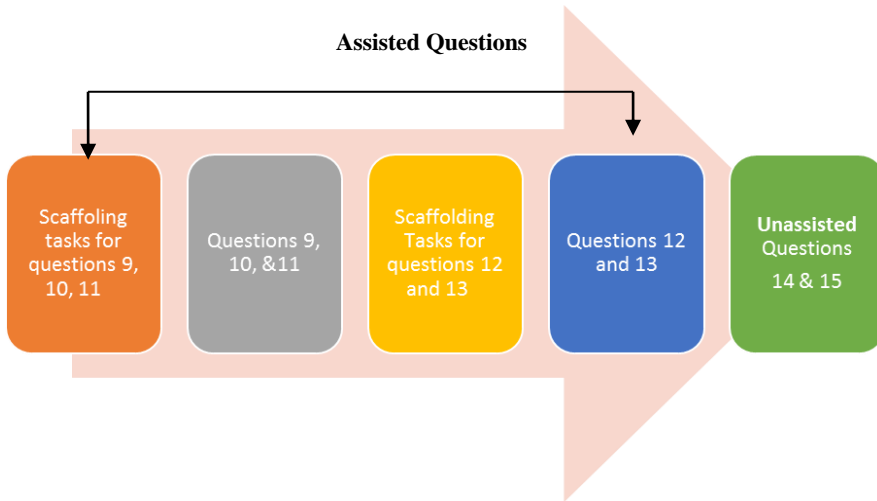 Assisted Questions
Scaffoling
tasks for
questions 9,
10, 11
Questions 9,
10, &11
Scaffolding
Tasks for
questions 12
and 13
Questions 12
and 13
Unassisted
Questions
14 & 15